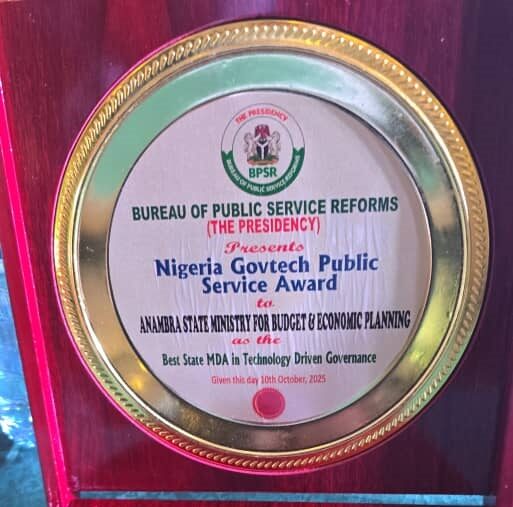 THE PRESIDENCY
BPSR
BUREAU OF PUBLIC SERVICE REFORMS
BUREAU OF PUBLIC SERVICE REFORMS
(THE PRESIDENCY)
Presents
Nigeria Govtech Public
Service Award
to
ANAMBRA STATE MINISTRY FOR BUDGET & ECONOMIC PLANNING
as the
Best State MDA in Technology Driven Governance
Given this day 10th October, 2025